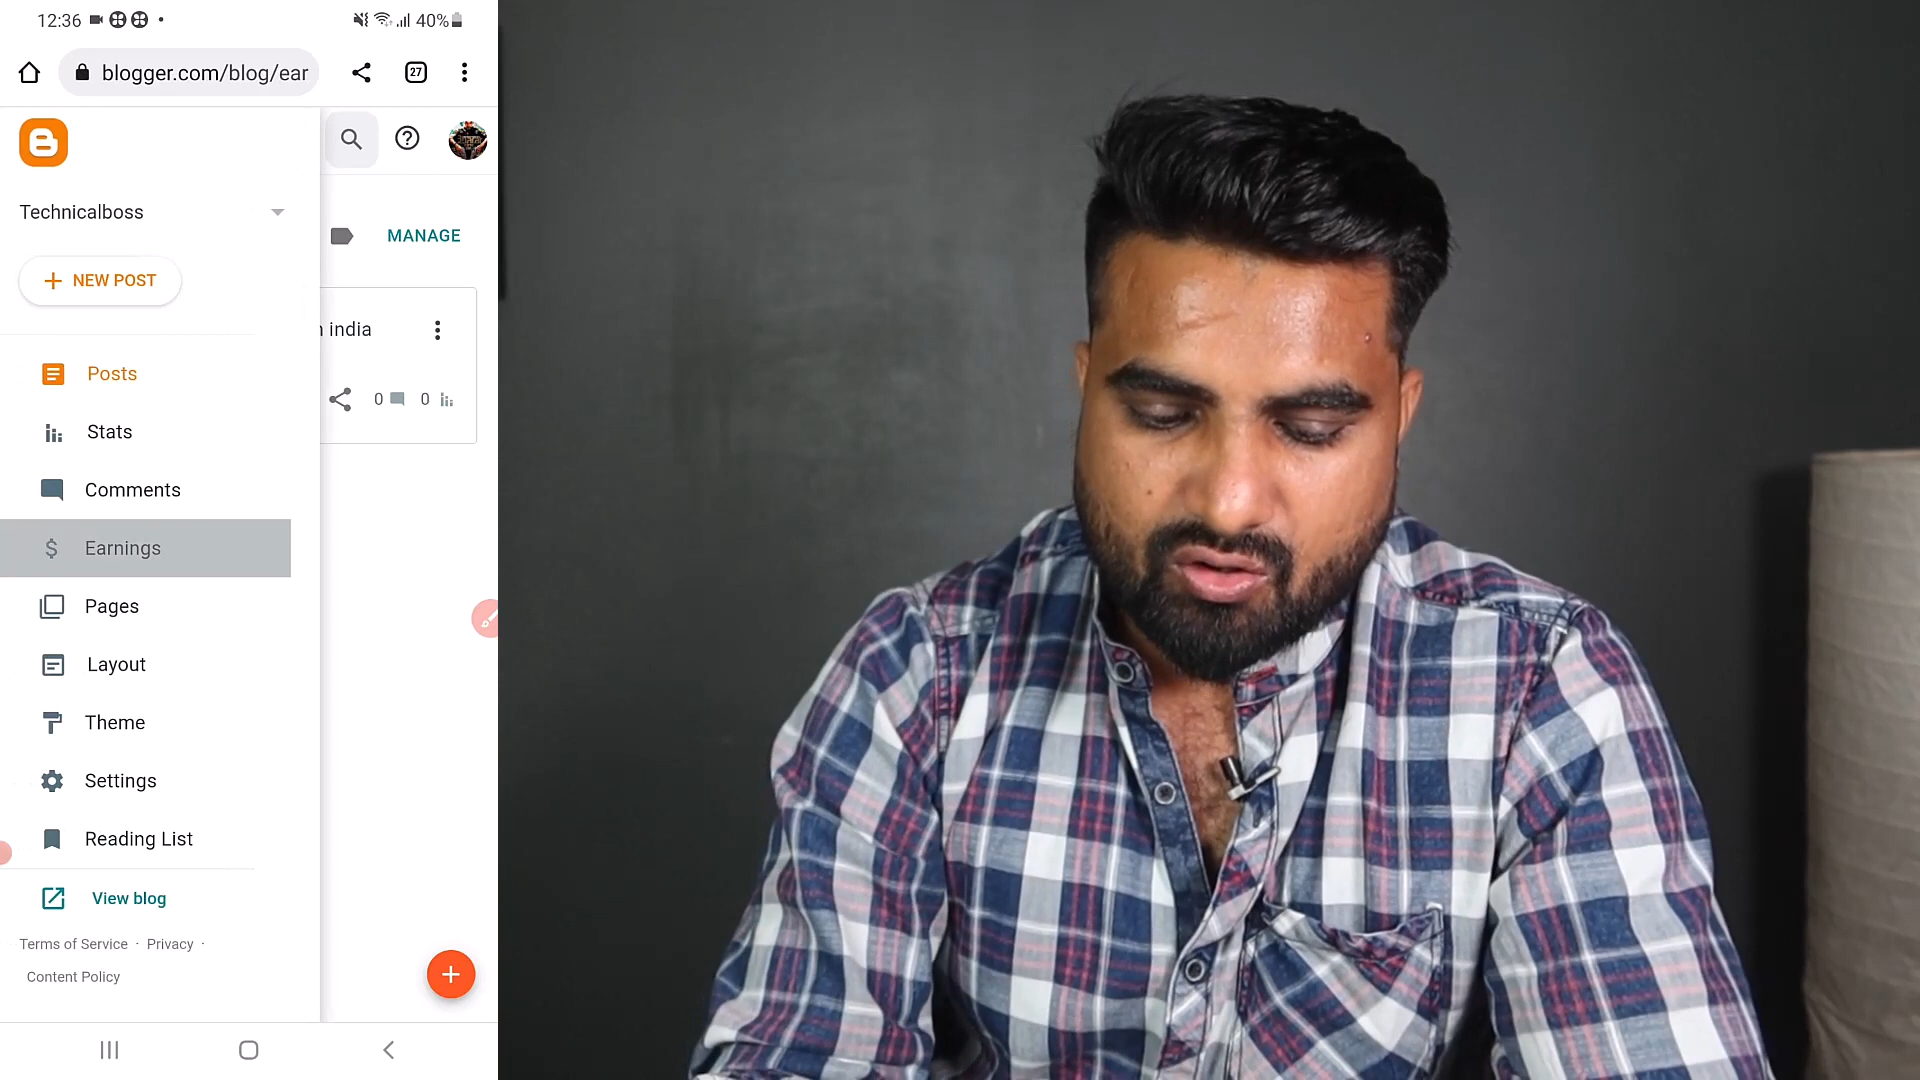 12:36
40%
blogger.com/blog/ear
27
Technicalboss
MANAGE
NEW POST
india
Posts
0
0
Stats
Comments
Earnings
Pages
Layout
Theme
Settings
Reading List
View blog
Terms of Service · Privacy ·
Content Policy